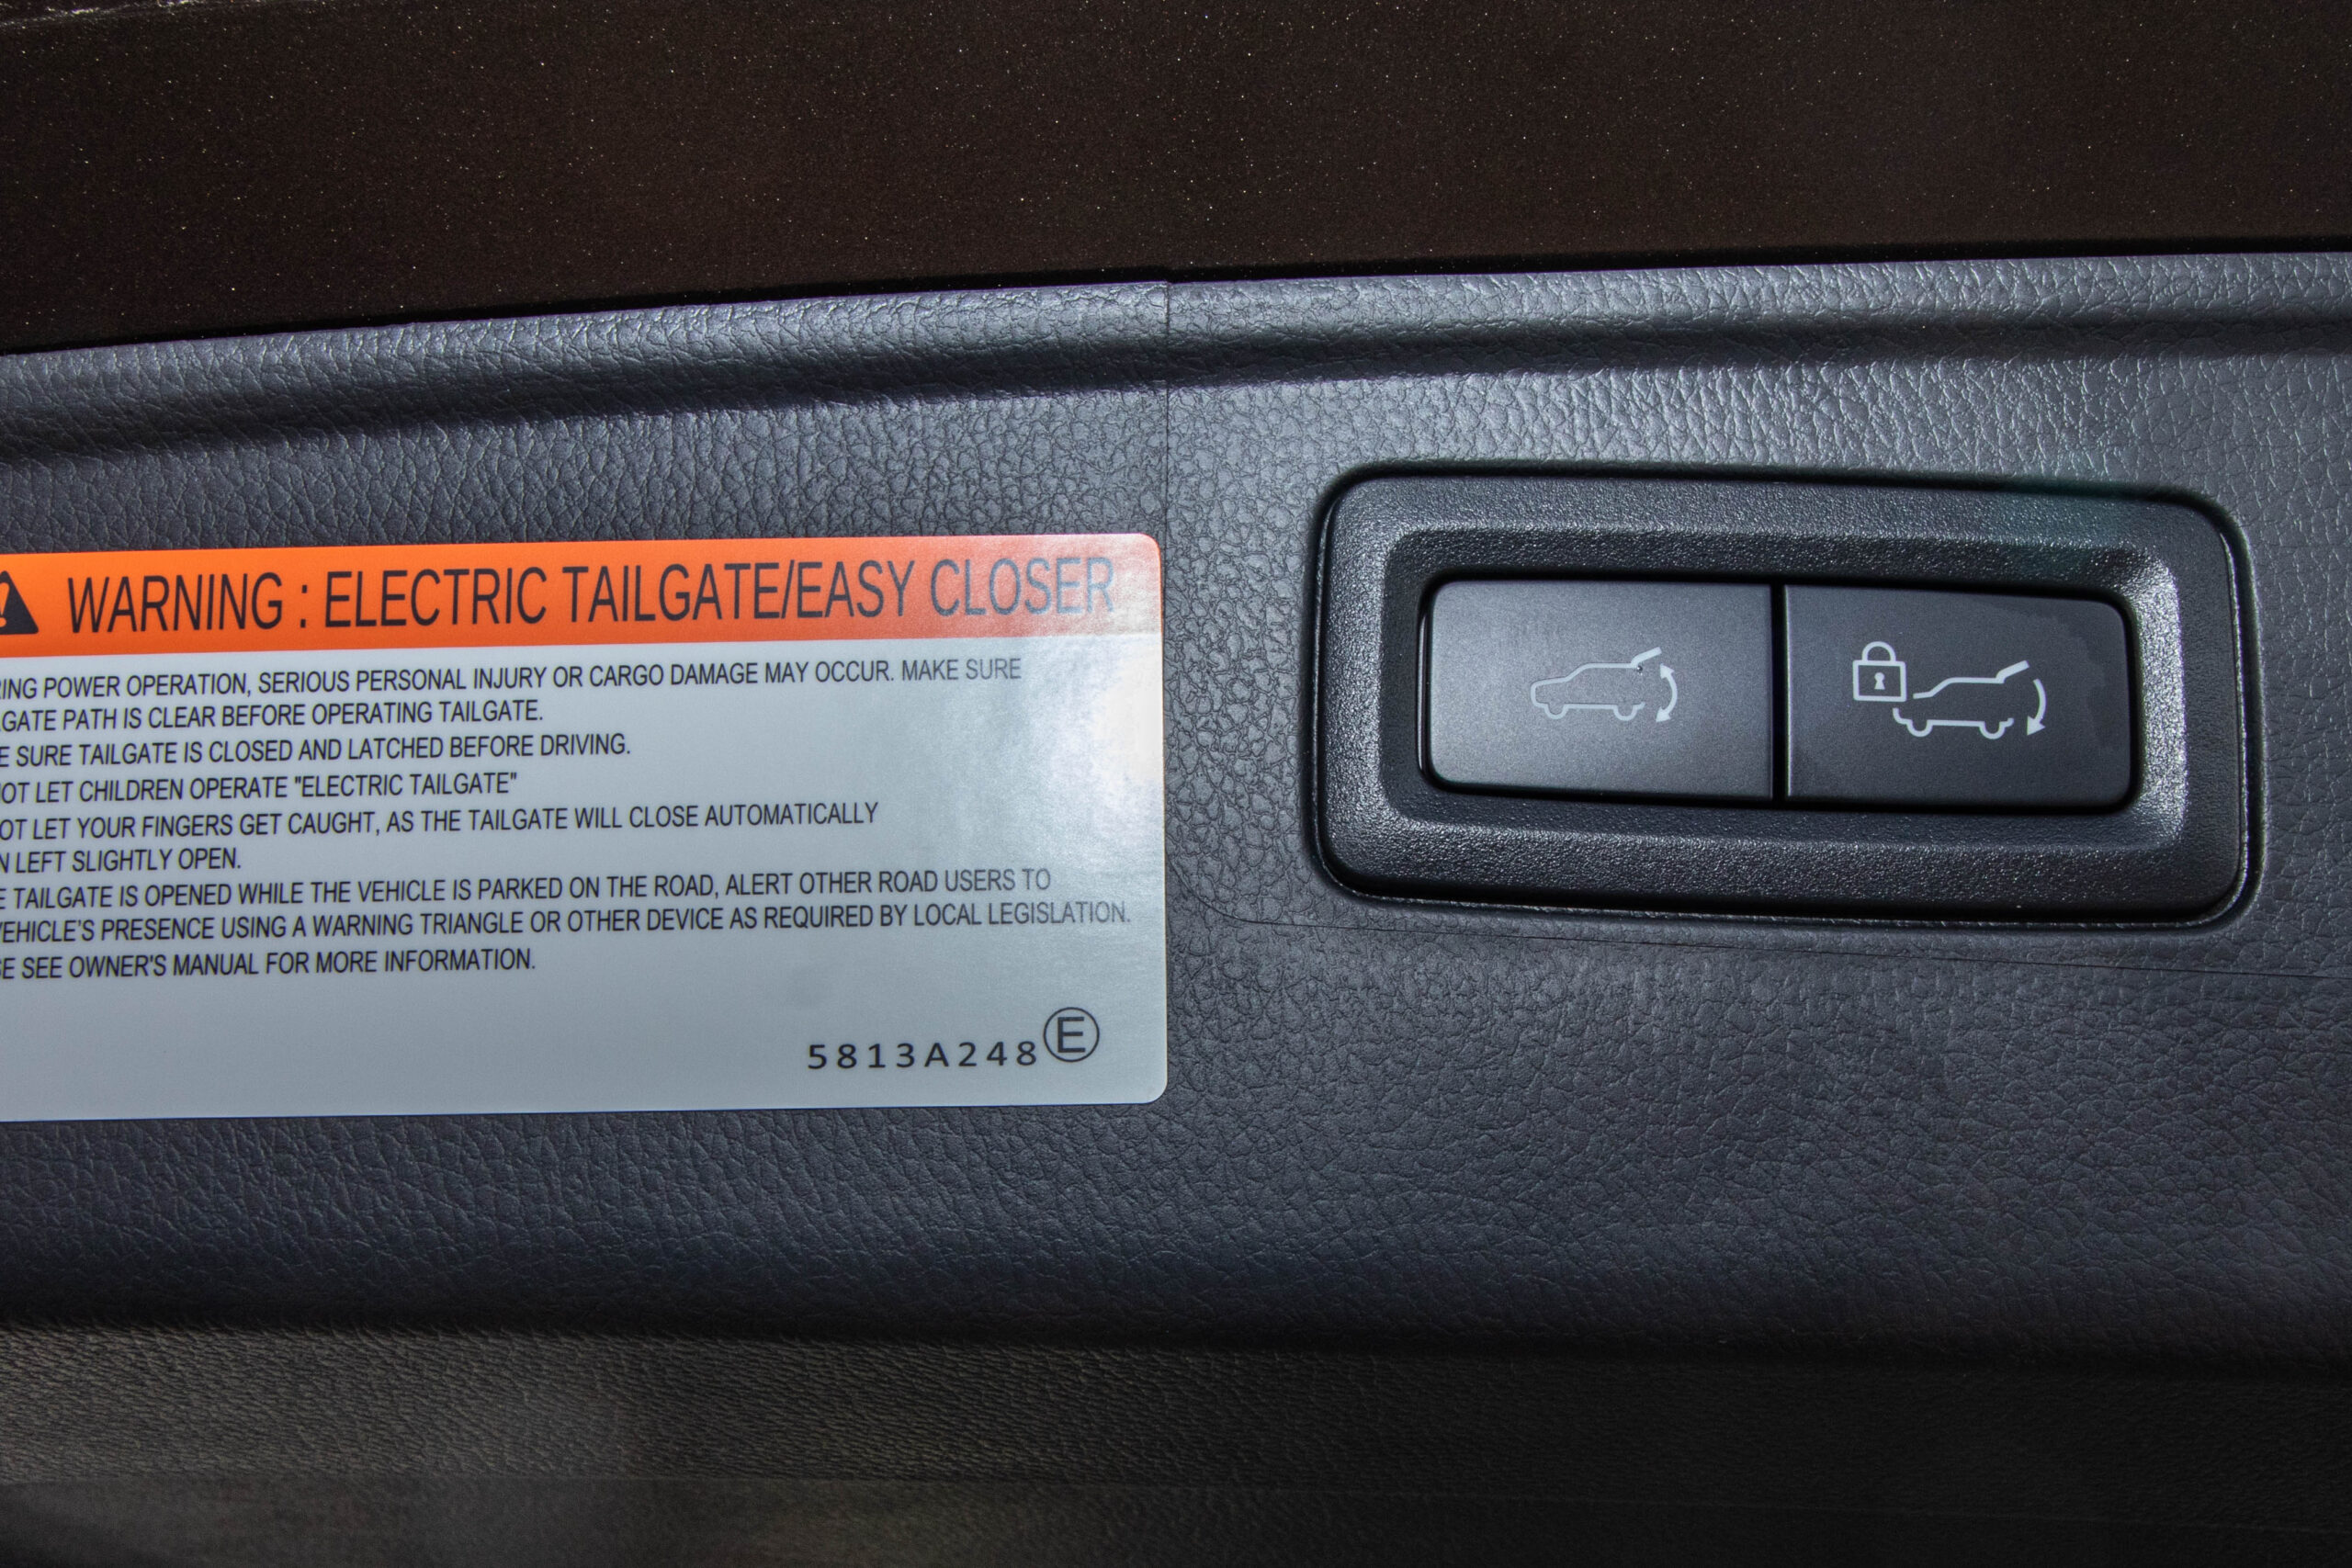 WARNING : ELECTRIC TAILGATE/EASY CLOSER
POWER OPERATION, SERIOUS PERSONAL INJURY OR CARGO DAMAGE MAY OCCUR. MAKE SURE
PATH IS CLEAR BEFORE OPERATING TAILGATE.
SURE TAILGATE IS CLOSED AND LATCHED BEFORE DRIVING.
LET CHILDREN OPERATE "ELECTRIC TAILGATE"
LET YOUR FINGERS GET CAUGHT, AS THE TAILGATE WILL CLOSE AUTOMATICALLY
LEFT SLIGHTLY OPEN.
TAILGATE IS OPENED WHILE THE VEHICLE IS PARKED ON THE ROAD, ALERT OTHER ROAD USERS TO
VEHICLE'S PRESENCE USING A WARNING TRIANGLE OR OTHER DEVICE AS REQUIRED BY LOCAL LEGISLATION.
SEE OWNER'S MANUAL FOR MORE INFORMATION.
5813A248 E